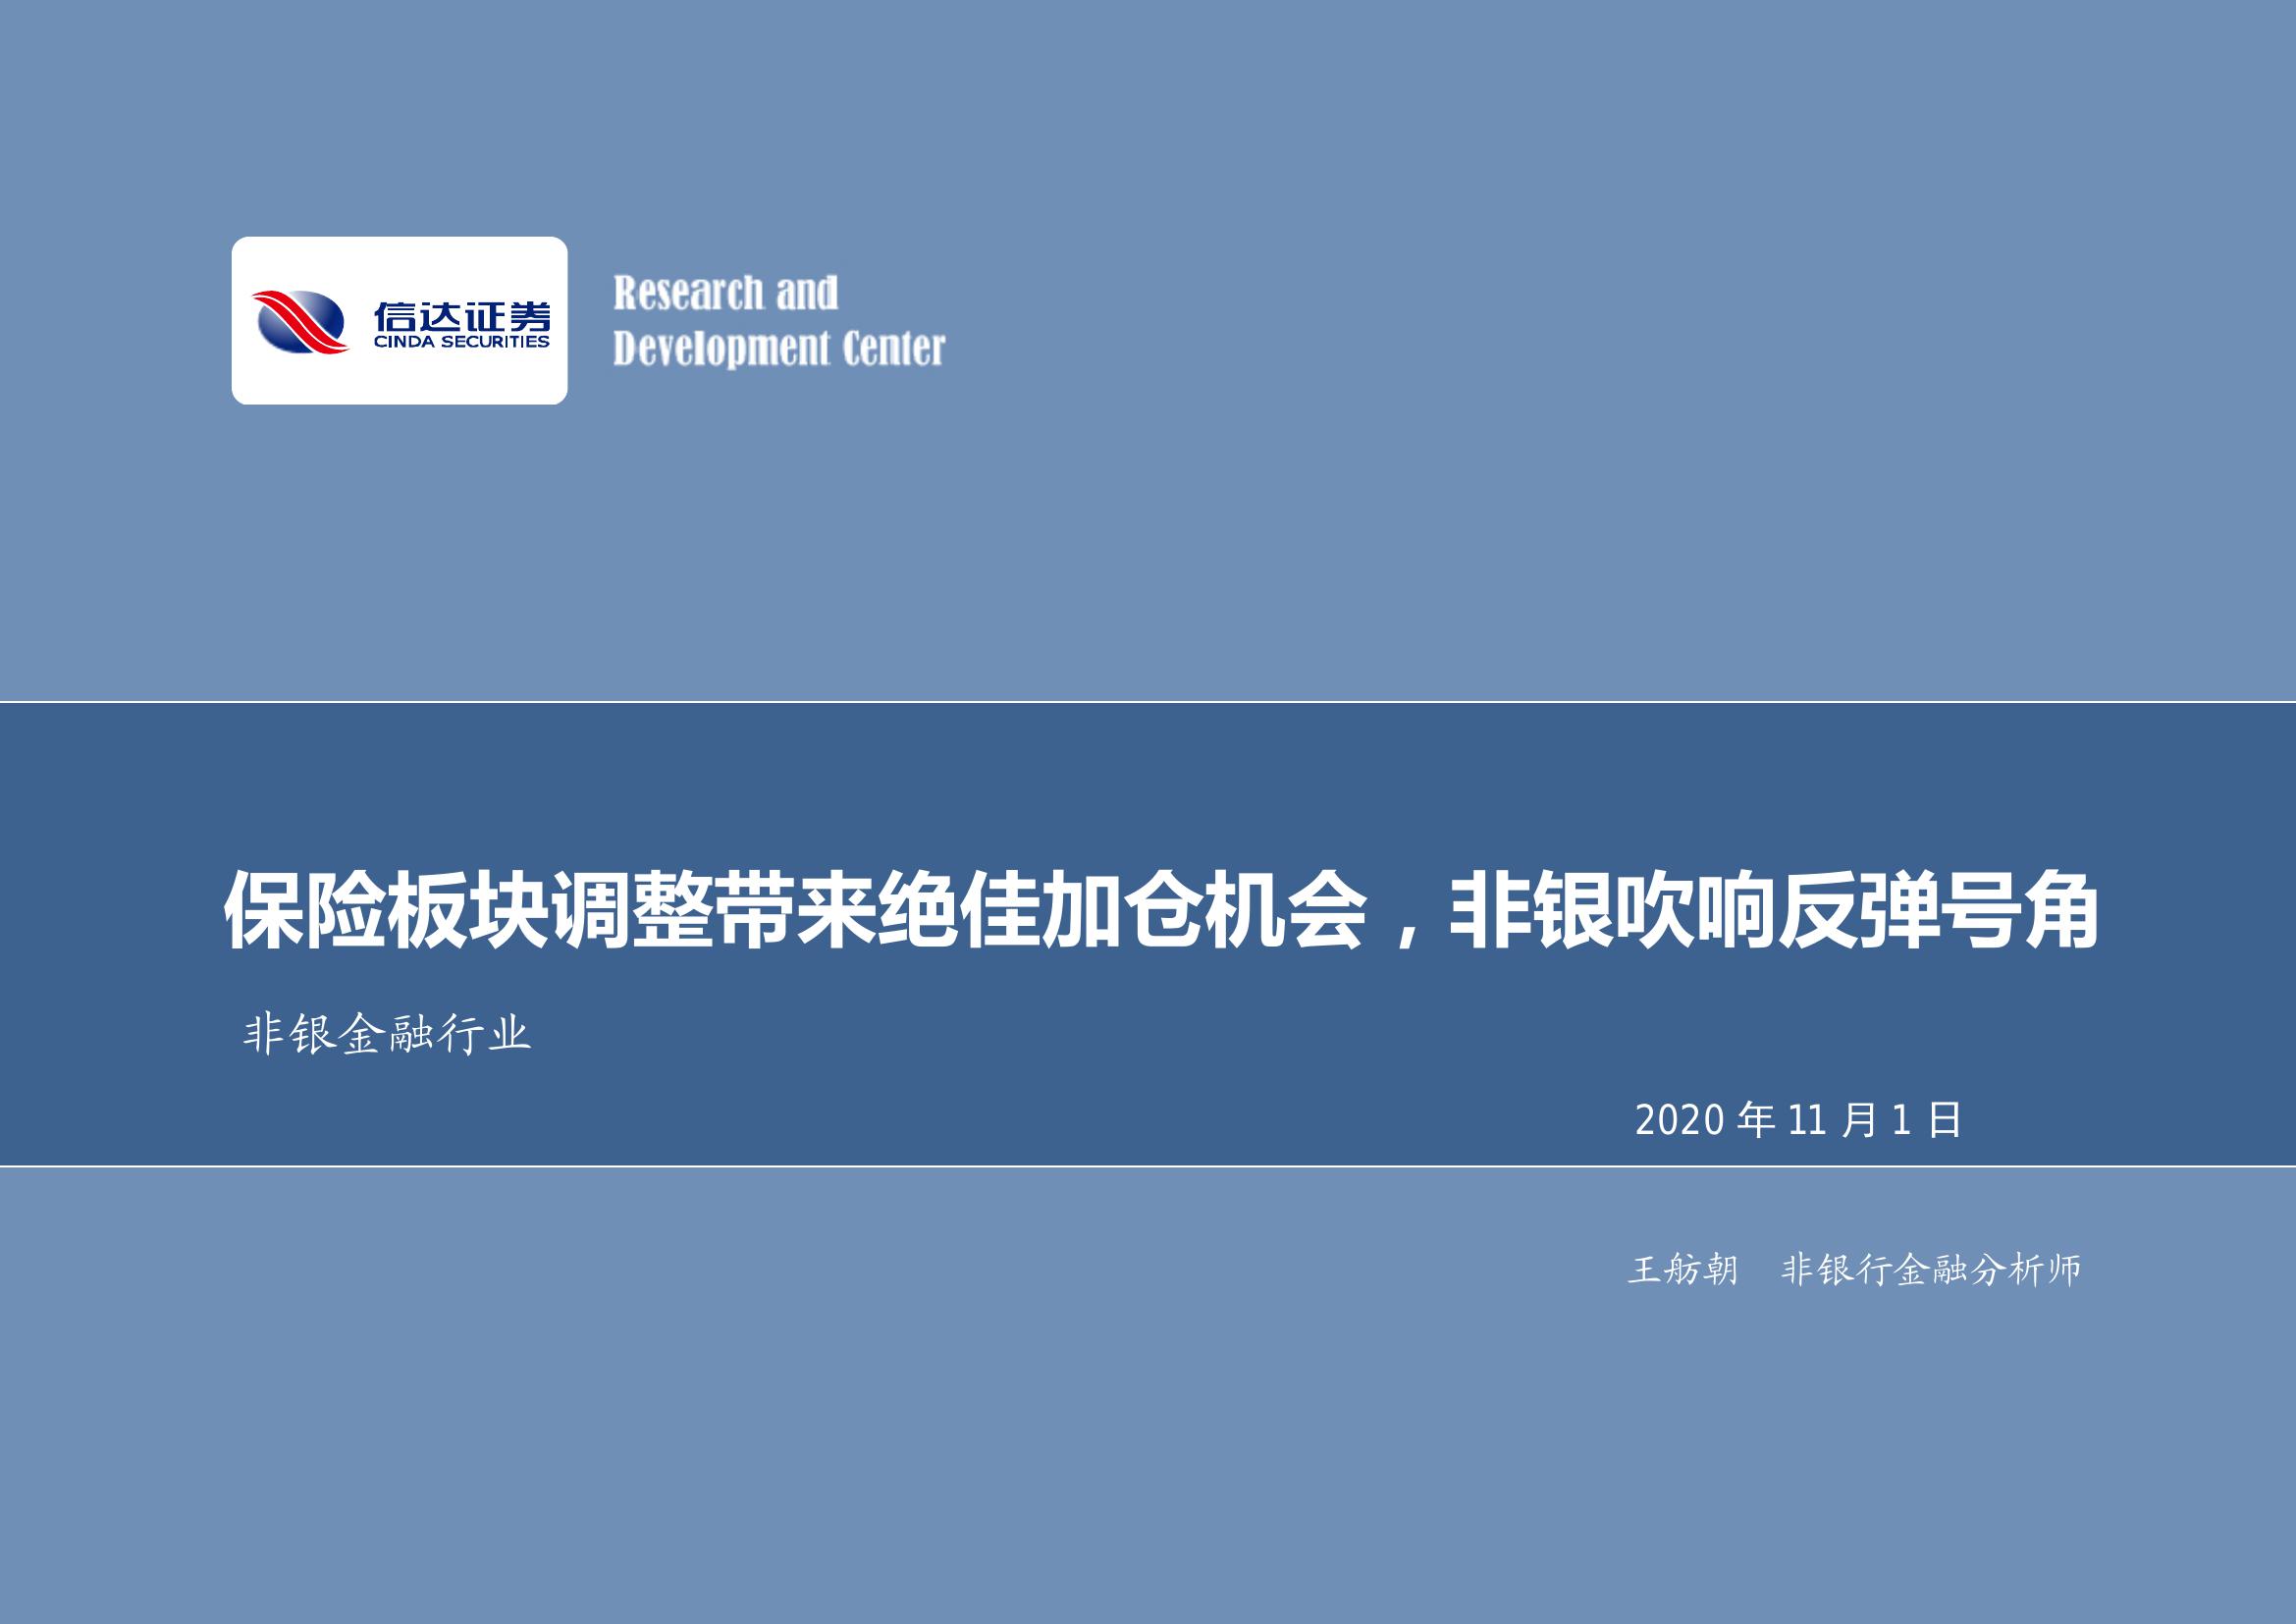 信达证券
CINDA SECURITIES
Research and
Development Center
保险板块调整带来绝佳加仓机会，非银吹响反弹号角
非银金融行业
2020 年 11 月 1 日
王舫朝 非银行金融分析师